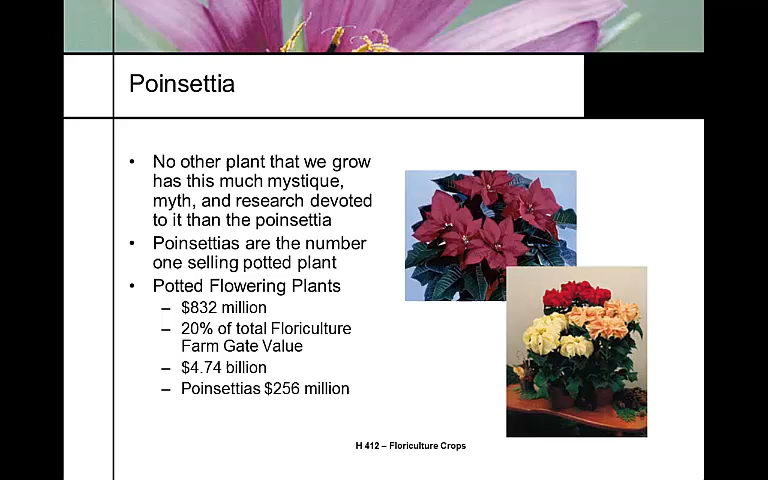 Poinsettia
• No other plant that we grow
has this much mystique,
myth, and research devoted
to it than the poinsettia
• Poinsettias are the number
one selling potted plant
• Potted Flowering Plants
– $832 million
– 20% of total Floriculture
Farm Gate Value
– $4.74 billion
– Poinsettias $256 million
H 412 – Floriculture Crops